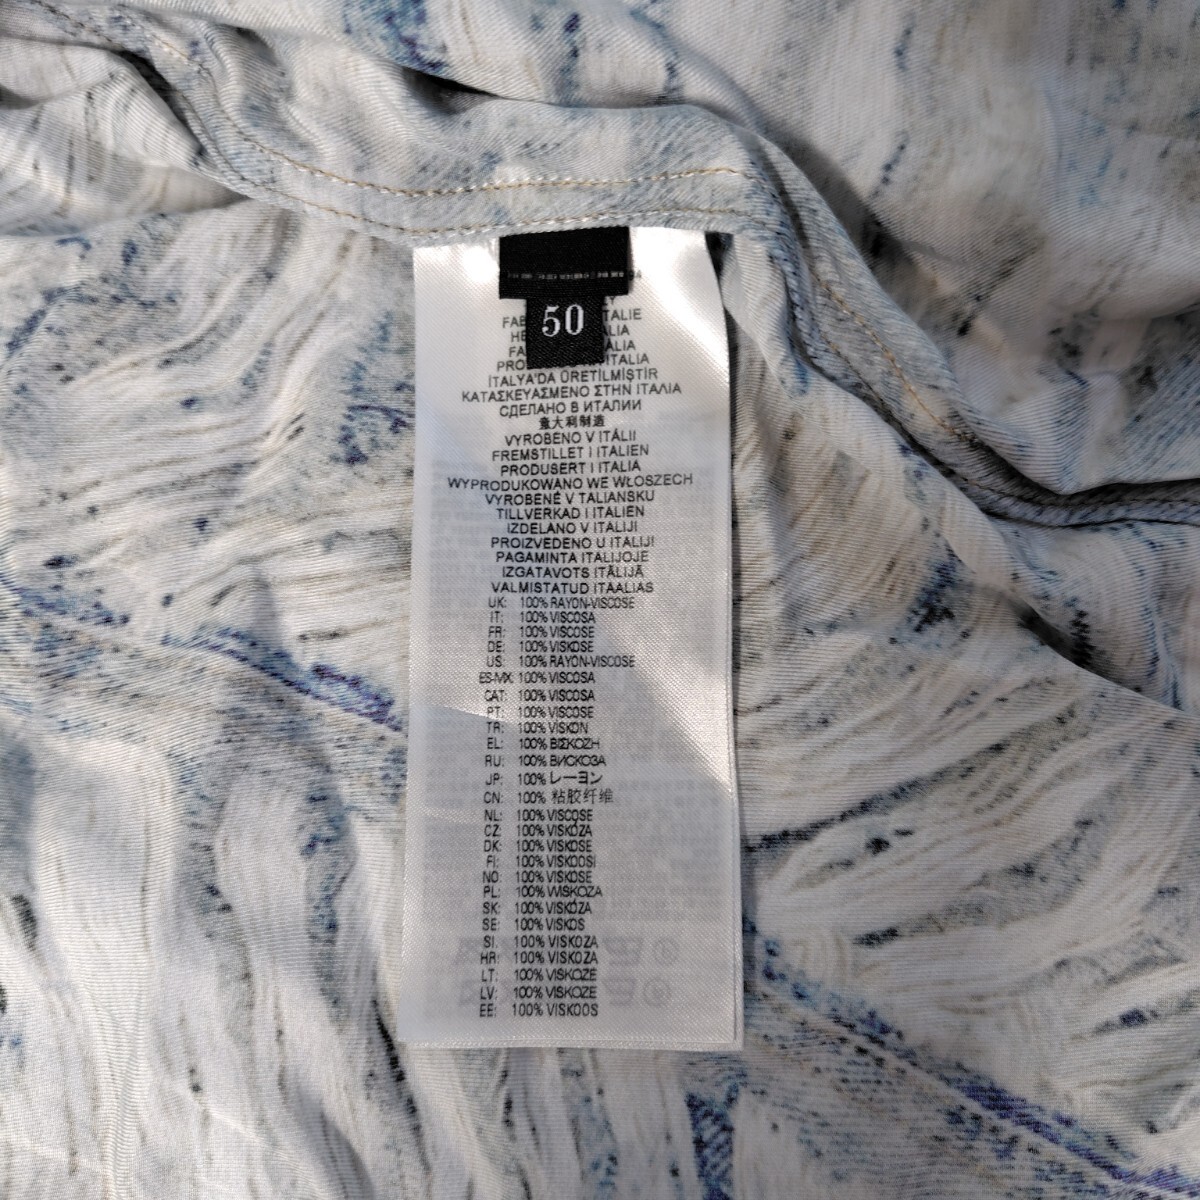 50
TALIE
ALIA
ALIA
ITALIA
İTALYA'DA ÜRETİLMİŞTİR
ΚΑΤΑΣΚΕΥΑΣΜΕΝΟ ΣΤΗΝ ΙΤΑΛΙΑ
СДЕЛАНО В ИТАЛИИ
意大利制造
VYROBENO V ITÁLII
FREMSTILLET I ITALIEN
PRODUSERT I ITALIA
WYPRODUKOWANO WE WŁOSZECH
VYROBENÉ V TALIANSKU
TILLVERKAD I ITALIEN
IZDELANO V ITALIJI
PROIZVEDENO U ITALIJI
PAGAMINTA ITALIJOJE
IZGATAVOTS ITĀLIJĀ
VALMISTATUD ITAALIAS
UK: 100% RAYON-VISCOSE
IT: 100% VISCOSA
FR: 100% VISCOSE
DE: 100% VISKOSE
US: 100% RAYON-VISCOSE
ES-MX: 100% VISCOSA
CAT: 100% VISCOSA
PT: 100% VISCOSE
TR: 100% VİSKON
EL: 100% ΒΙΣΚΟΖΗ
RU: 100% ВИСКОЗА
JP: 100% レーヨン
CN: 100% 粘胶纤维
NL: 100% VISCOSE
CZ: 100% VISKÓZA
DK: 100% VISKOSE
FI: 100% VISKOOSI
NO: 100% VISKOSE
PL: 100% WISKOZA
SK: 100% VISKÓZA
SE: 100% VISKOS
SI: 100% VISKOZA
HR: 100% VISKOZA
LT: 100% VISKOZĖ
LV: 100% VISKOZE
EE: 100% VISKOOS